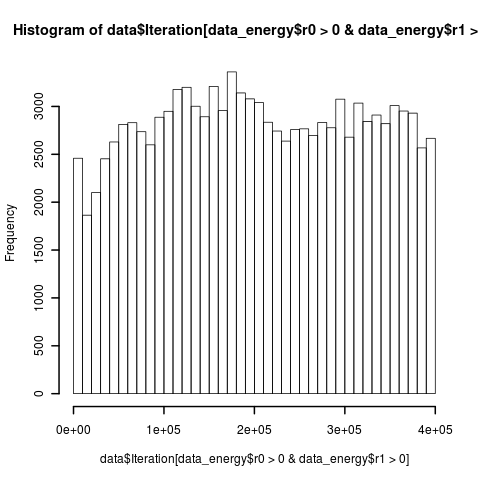 Histogram of data$Iteration[data_energy$r0 > 0 & data_energy$r1 >
Frequency
3000
2500
2000
1500
1000
500
0
0e+00 1e+05 2e+05 3e+05 4e+05
data$Iteration[data_energy$r0 > 0 & data_energy$r1 > 0]